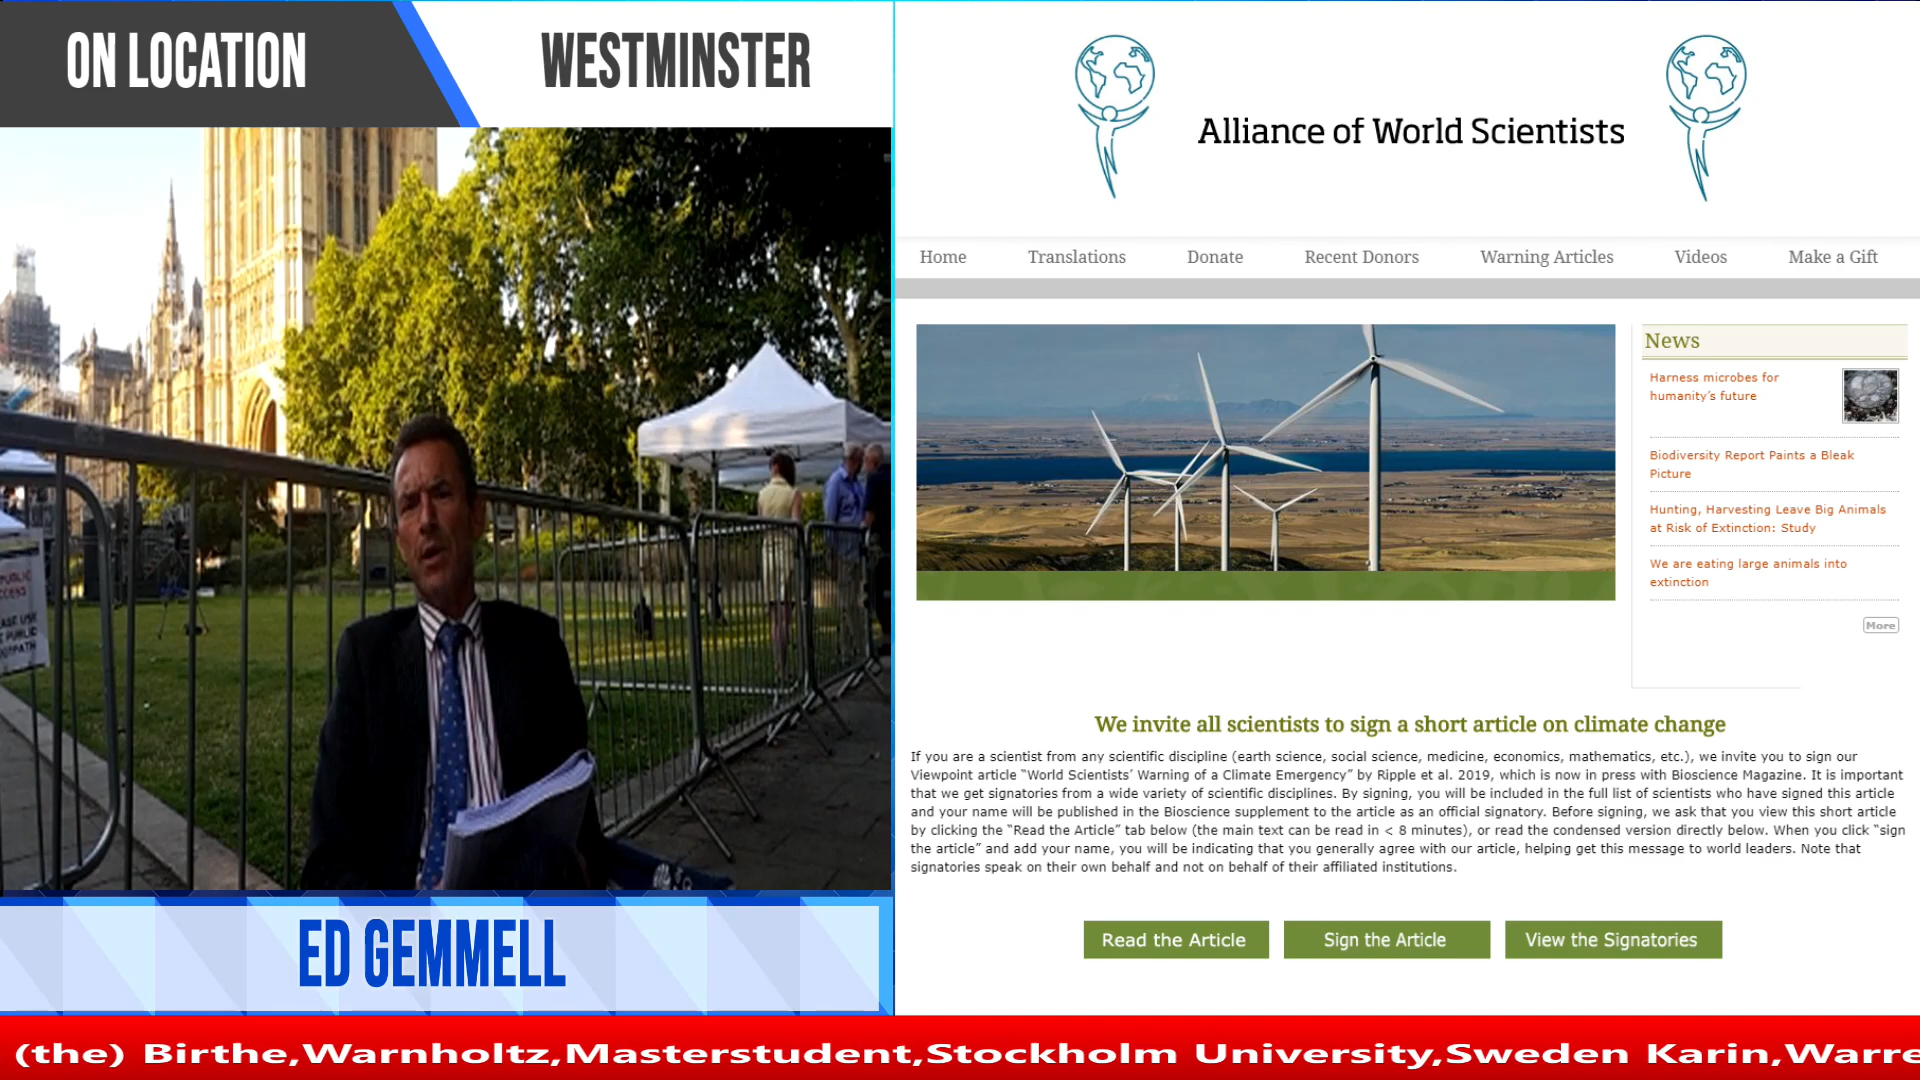 ON LOCATION
WESTMINSTER
PUBLIC
ACCESS
ED GEMMELL
Alliance of World Scientists
Home
Translations
Donate
Recent Donors
Warning Articles
Videos
Make a Gift
News
Harness microbes for
humanity's future
Biodiversity Report Paints a Bleak
Picture
Hunting, Harvesting Leave Big Animals
at Risk of Extinction: Study
We are eating large animals into
extinction
More
We invite all scientists to sign a short article on climate change
If you are a scientist from any scientific discipline (earth science, social science, medicine, economics, mathematics, etc.), we invite you to sign our
Viewpoint article “World Scientists’ Warning of a Climate Emergency” by Ripple et al. 2019, which is now in press with Bioscience Magazine. It is important
that we get signatories from a wide variety of scientific disciplines. By signing, you will be included in the full list of scientists who have signed this article
and your name will be published in the Bioscience supplement to the article as an official signatory. Before signing, we ask that you view this short article
by clicking the “Read the Article” tab below (the main text can be read in < 8 minutes), or read the condensed version directly below. When you click “sign
the article” and add your name, you will be indicating that you generally agree with our article, helping get this message to world leaders. Note that
signatories speak on their own behalf and not on behalf of their affiliated institutions.
Read the Article
Sign the Article
View the Signatories
(the) Birthe,Warnholtz,Masterstudent,Stockholm University,Sweden Karin,Warre